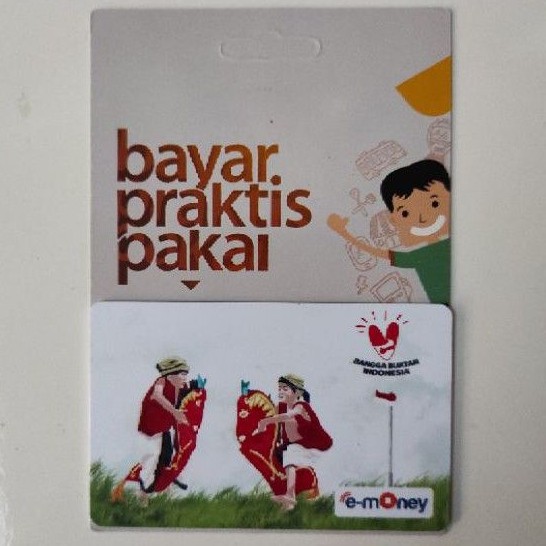 bayar
praktis
pakai
BANGGA BUATAN
INDONESIA
e-money